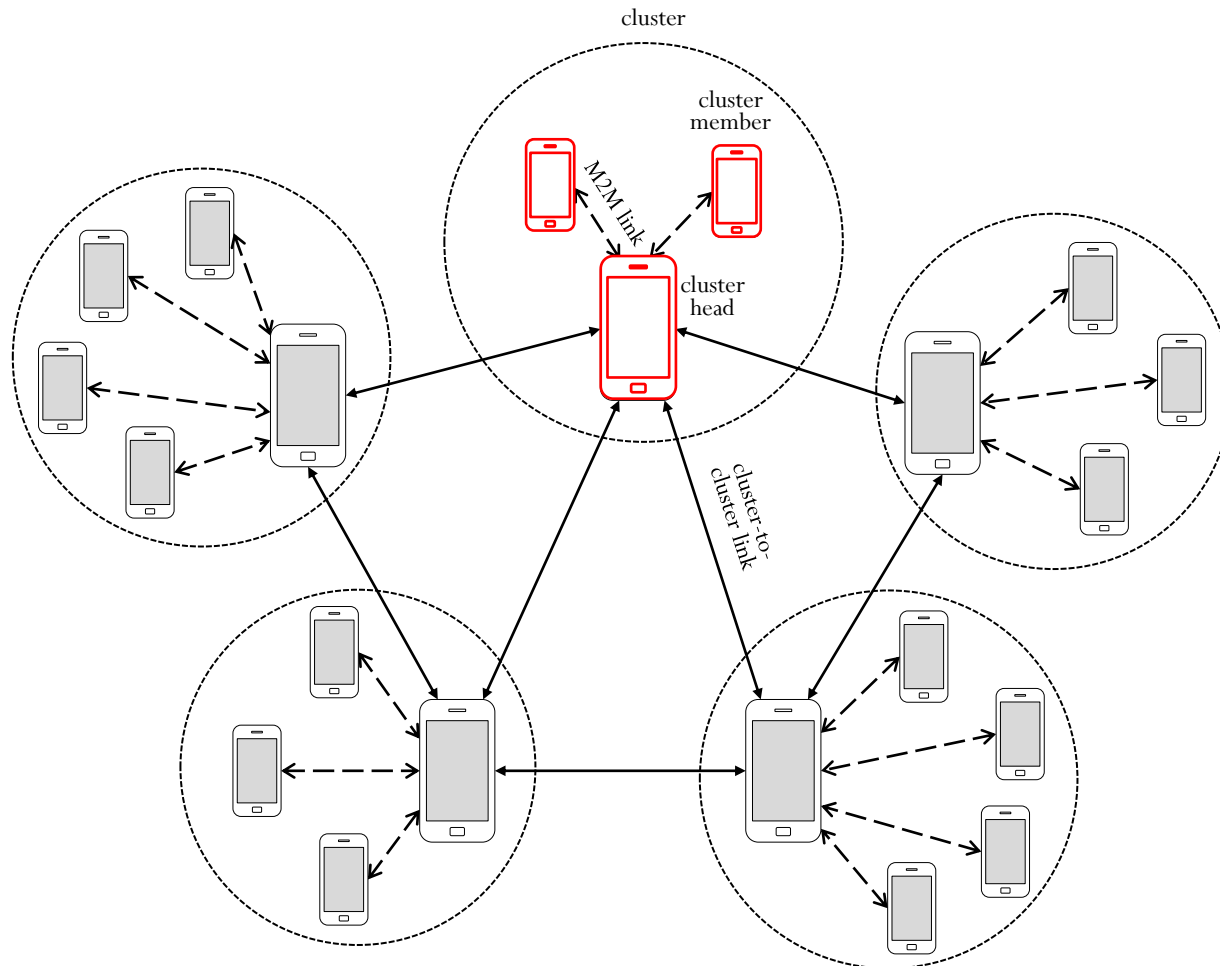 cluster
cluster
member
M2M link
cluster
head
cluster-to-
cluster link